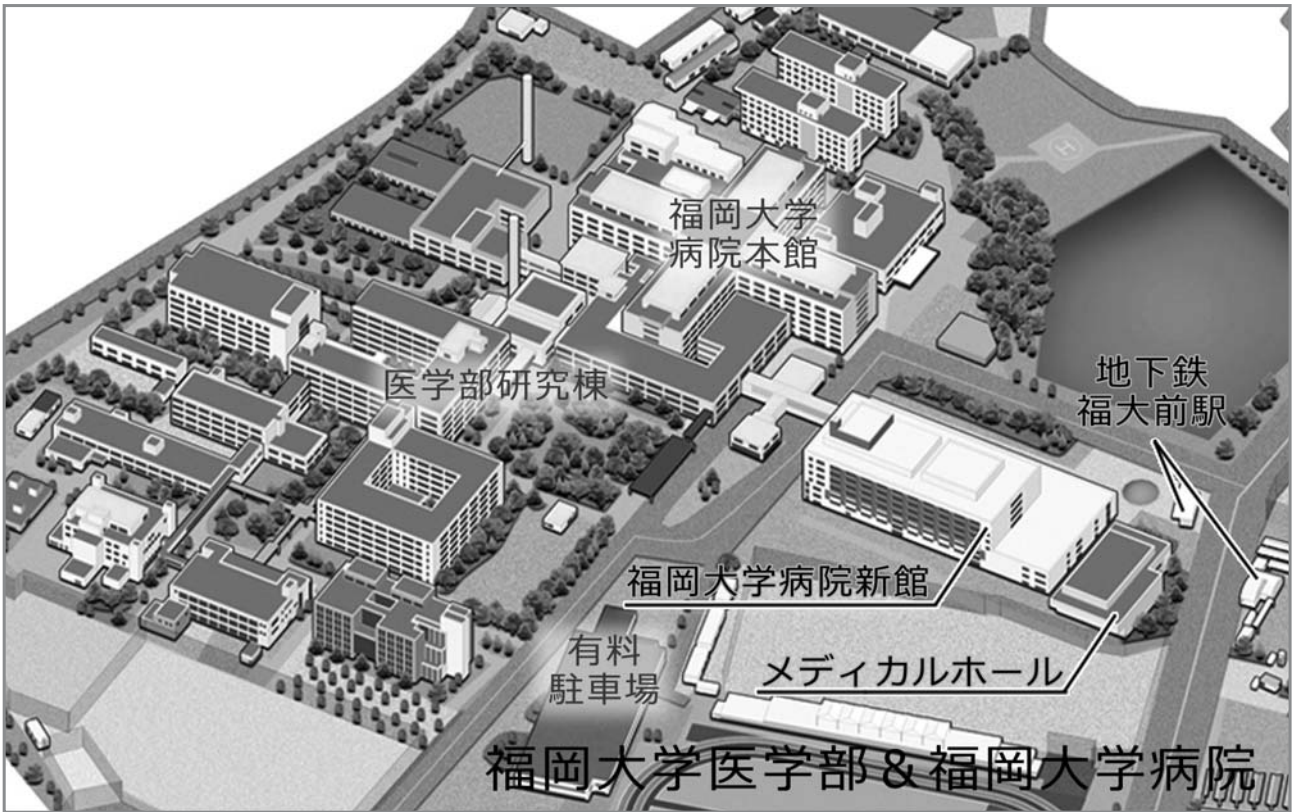 福岡大学
病院本館
医学部研究棟
地下鉄
福大前駅
福岡大学病院新館
メディカルホール
有料
駐車場
福岡大学医学部&福岡大学病院
H